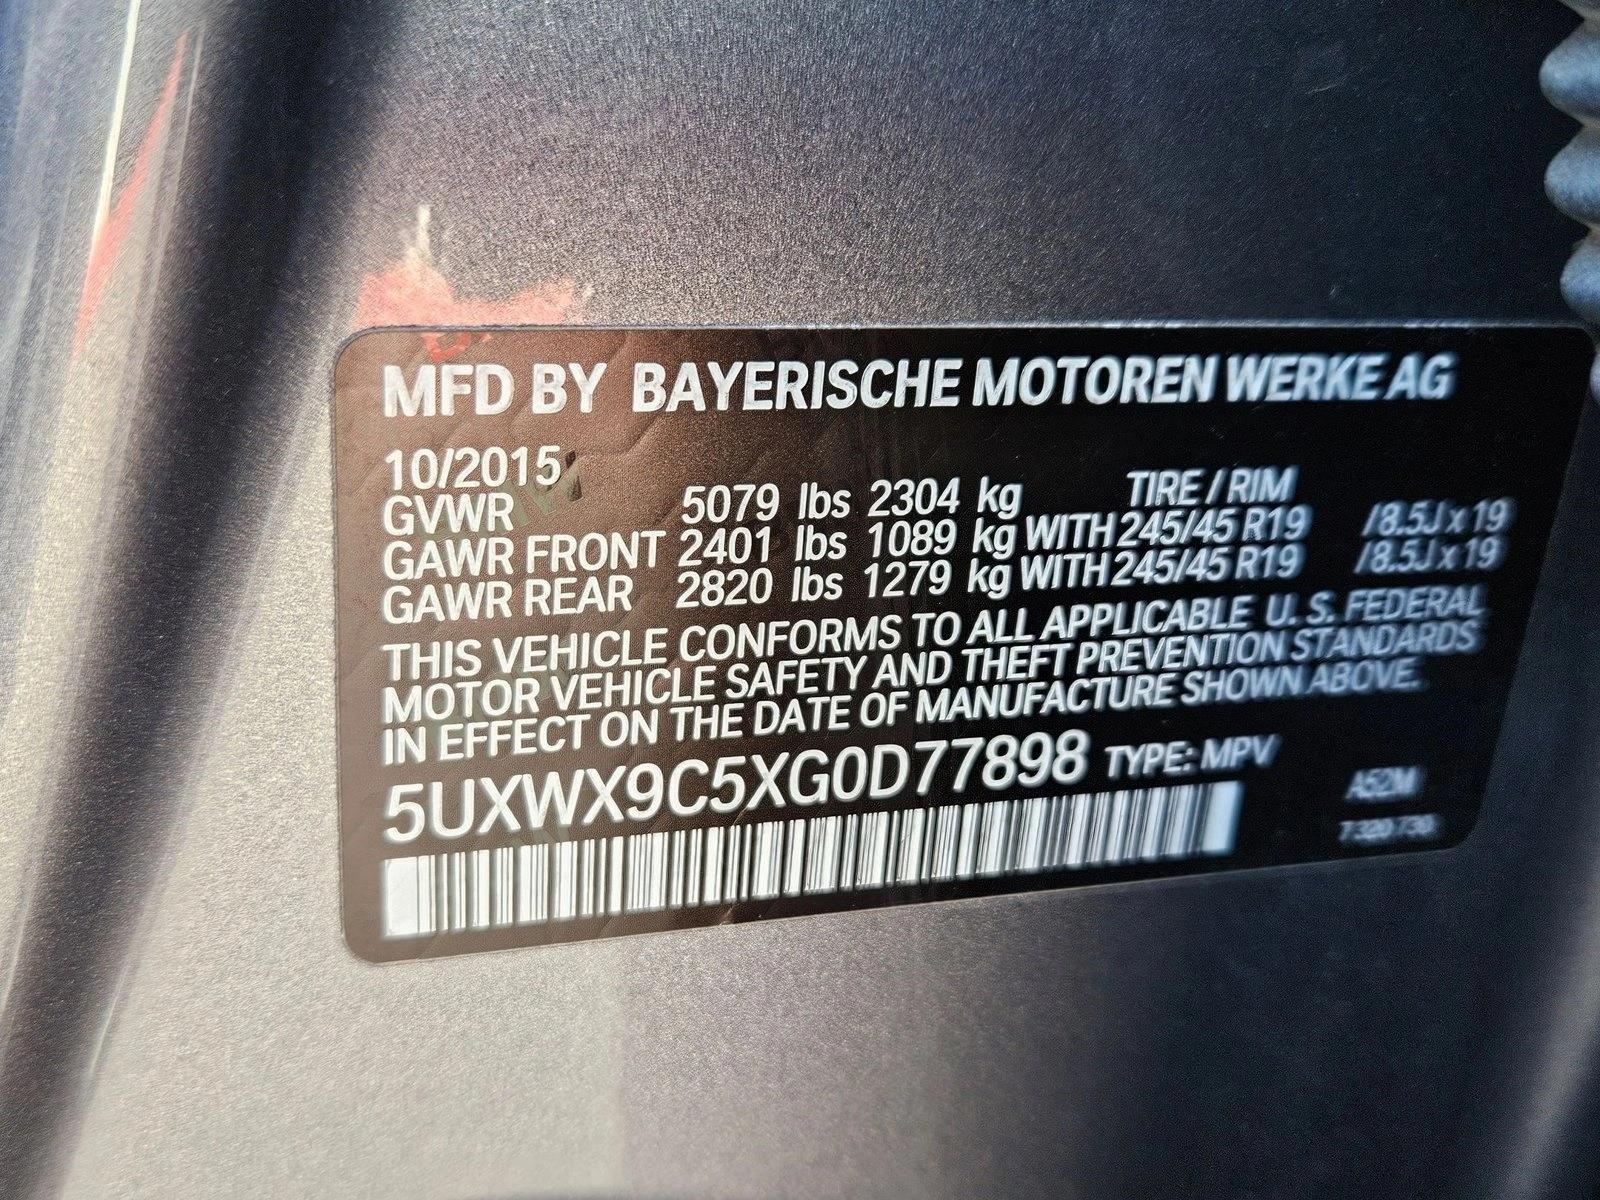 MFD BY BAYERISCHE MOTOREN WERKE AG
10/2015
GVWR 5079 lbs 2304 kg TIRE / RIM
GAWR FRONT 2401 lbs 1089 kg WITH 245/45 R19 /8.5J x 19
GAWR REAR 2820 lbs 1279 kg WITH 245/45 R19 /8.5J x 19
THIS VEHICLE CONFORMS TO ALL APPLICABLE U. S. FEDERAL
MOTOR VEHICLE SAFETY AND THEFT PREVENTION STANDARDS
IN EFFECT ON THE DATE OF MANUFACTURE SHOWN ABOVE.
5UXWX9C5XG0D77898 TYPE: MPV
A52M
7 320 730